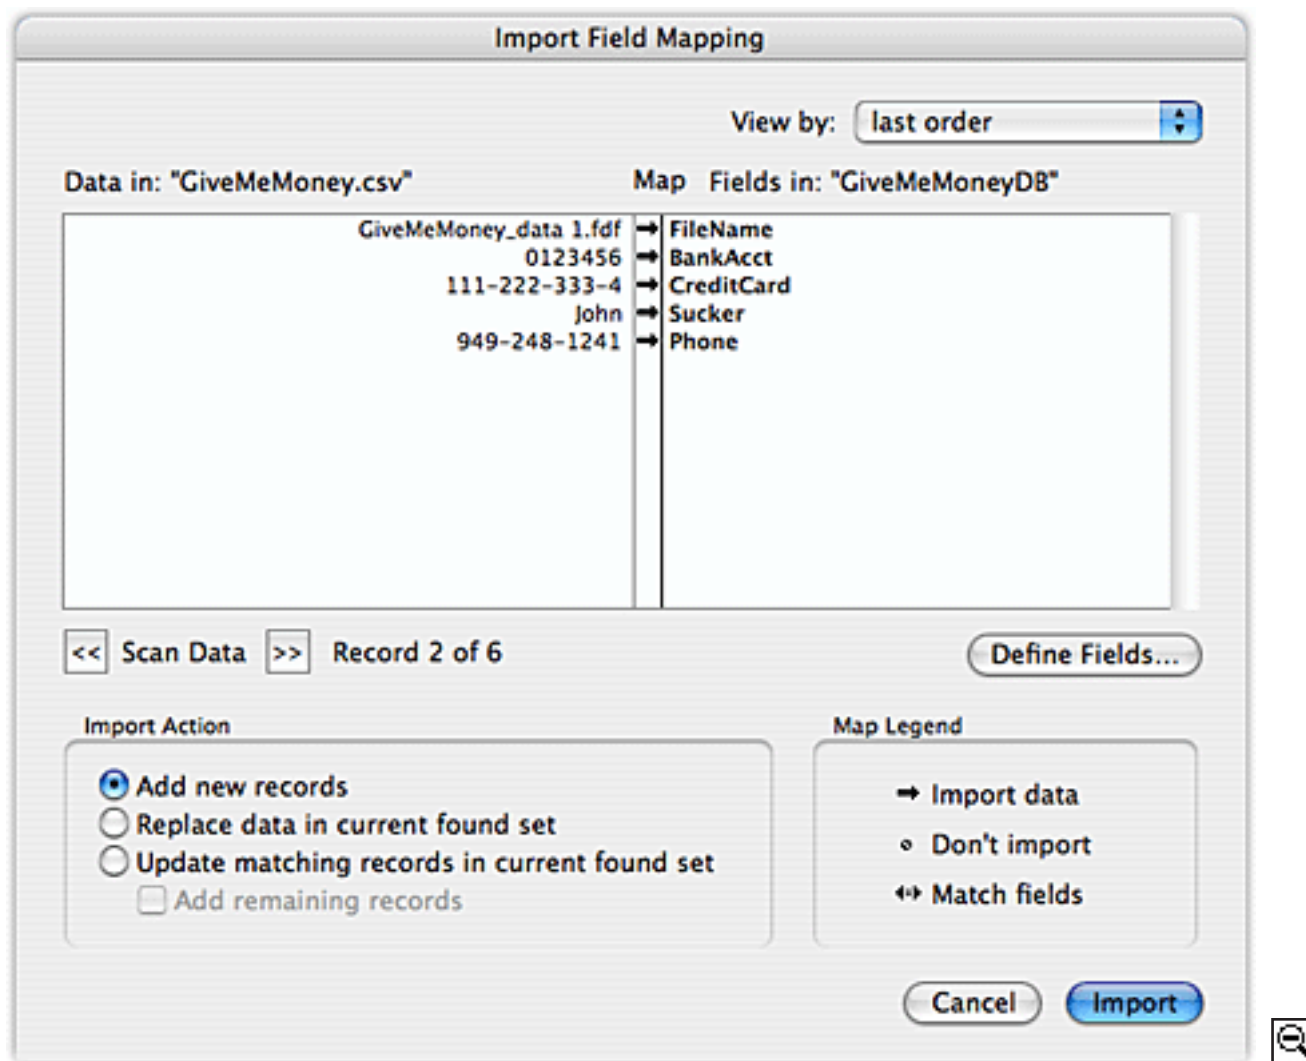 Import Field Mapping
View by: last order
Data in: "GiveMeMoney.csv" Map Fields in: "GiveMeMoneyDB"
GiveMeMoney_data 1.fdf ➞ FileName
0123456 ➞ BankAcct
111-222-333-4 ➞ CreditCard
John ➞ Sucker
949-248-1241 ➞ Phone
<< Scan Data >> Record 2 of 6 Define Fields...
Import Action
Add new records
Replace data in current found set
Update matching records in current found set
Add remaining records
Map Legend
Import data
Don't import
Match fields
Cancel Import